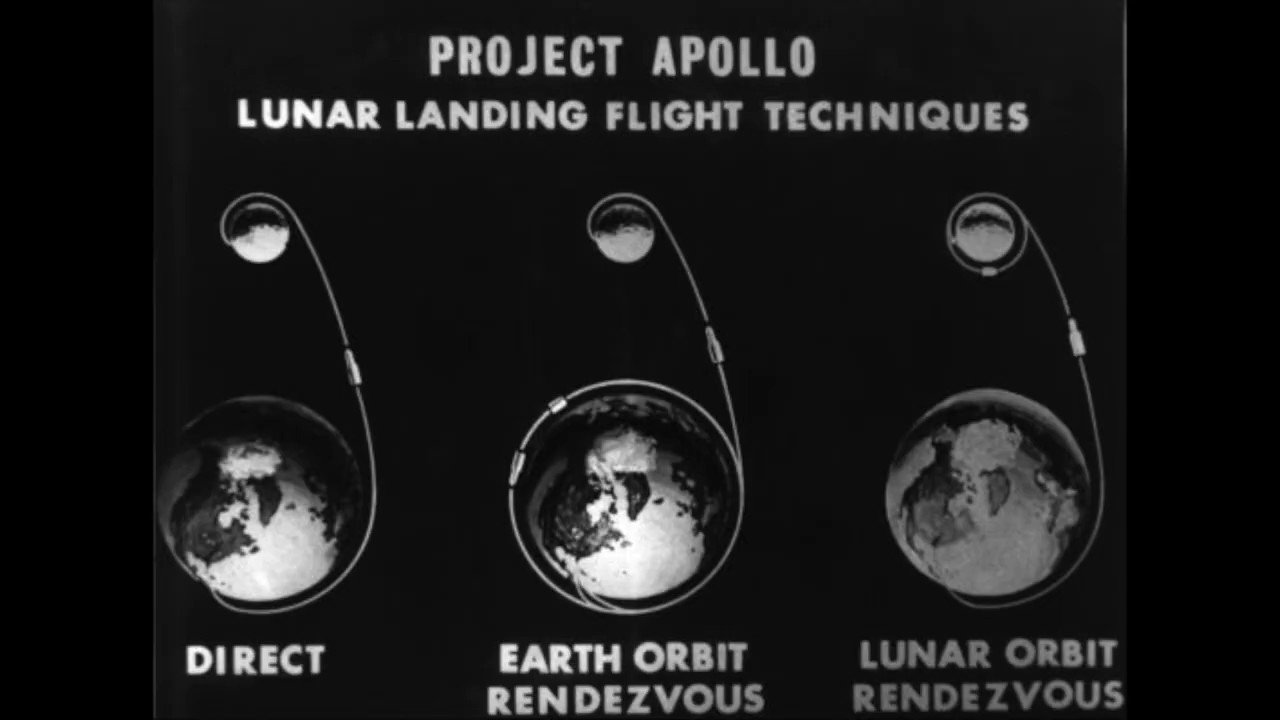 PROJECT APOLLO
LUNAR LANDING FLIGHT TECHNIQUES
DIRECT
EARTH ORBIT
RENDEZVOUS
LUNAR ORBIT
RENDEZVOUS